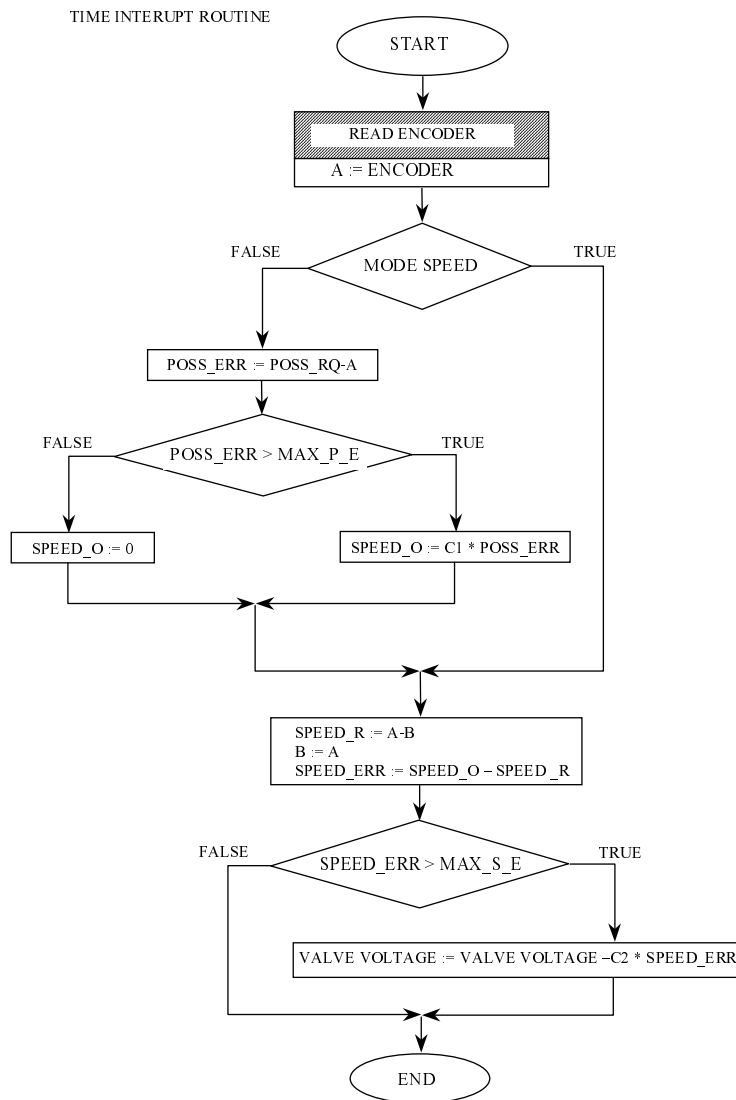 TIME INTERUPT ROUTINE
START
READ ENCODER
A := ENCODER
FALSE
TRUE
MODE SPEED
POSS_ERR := POSS_RQ-A
FALSE
TRUE
POSS_ERR > MAX_P_E
SPEED_O := 0
SPEED_O := C1 * POSS_ERR
SPEED_R := A-B
B := A
SPEED_ERR := SPEED_O – SPEED _R
FALSE
TRUE
SPEED_ERR > MAX_S_E
VALVE VOLTAGE := VALVE VOLTAGE –C2 * SPEED_ERR
END